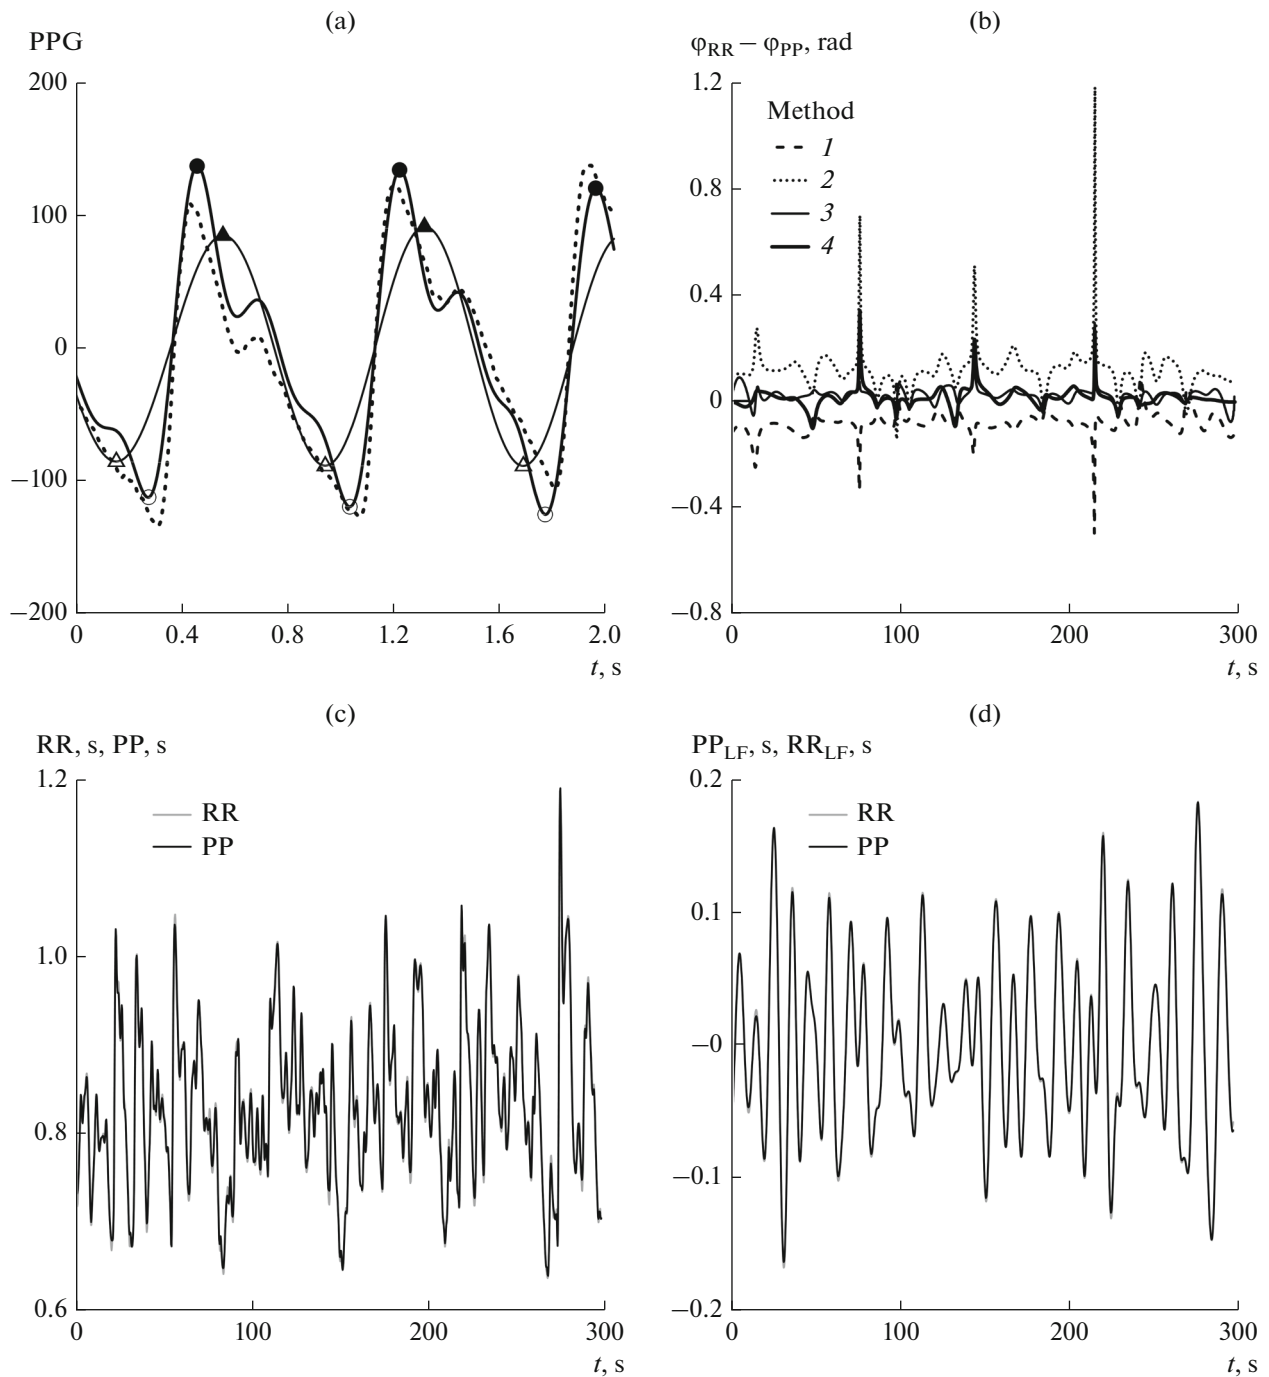 (a)
PPG
200
100
0
−100
−200
0 0.4 0.8 1.2 1.6 2.0
t, s
(b)
φRR − φPP, rad
1.2
0.8
0.4
0
−0.4
−0.8
Method
1
2
3
4
0 100 200 300
t, s
(c)
RR, s, PP, s
1.2
1.0
0.8
0.6
RR
PP
0 100 200 300
t, s
(d)
PPLF, s, RRLF, s
0.2
0.1
−0
−0.1
−0.2
RR
PP
0 100 200 300
t, s